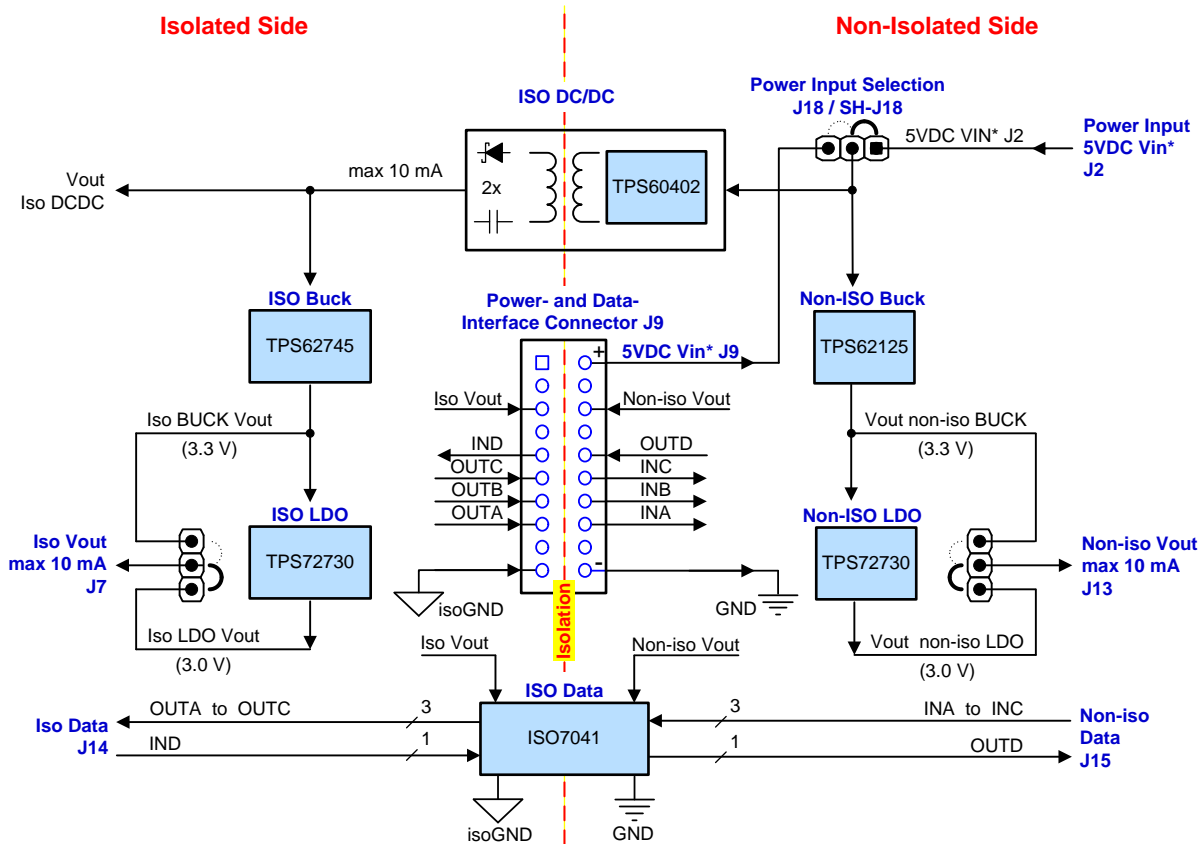 Isolated Side
Non-Isolated Side
ISO DC/DC
Power Input Selection
J18 / SH-J18
5VDC VIN* J2
Power Input
5VDC Vin*
J2
Vout
Iso DCDC
max 10 mA
2x
TPS60402
ISO Buck
TPS62745
Power- and Data-
Interface Connector J9
+
5VDC Vin* J9
Non-ISO Buck
TPS62125
Iso Vout
Non-iso Vout
IND
OUTD
OUTC
INC
OUTB
INB
OUTA
INA
-
isoGND
GND
Isolation
Iso BUCK Vout
(3.3 V)
Vout non-iso BUCK
(3.3 V)
ISO LDO
TPS72730
Non-ISO LDO
TPS72730
Iso Vout
max 10 mA
J7
Non-iso Vout
max 10 mA
J13
Iso LDO Vout
(3.0 V)
Vout non-iso LDO
(3.0 V)
Iso Vout
Non-iso Vout
ISO Data
ISO7041
Iso Data
J14
OUTA to OUTC
3
IND
1
3
INA to INC
1
OUTD
Non-iso
Data
J15
isoGND
GND